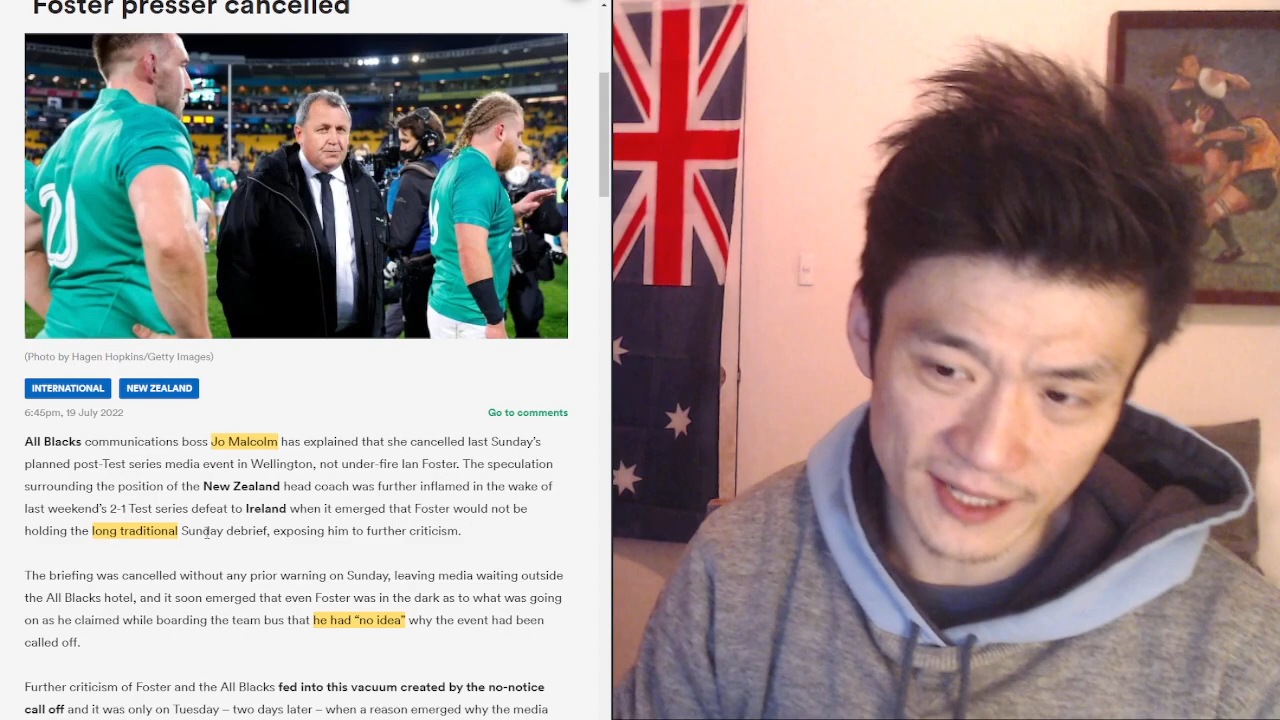 Foster presser cancelled
(Photo by Hagen Hopkins/Getty Images)
INTERNATIONAL NEW ZEALAND
6:45pm, 19 July 2022 Go to comments
All Blacks communications boss Jo Malcolm has explained that she cancelled last Sunday's
planned post-Test series media event in Wellington, not under-fire Ian Foster. The speculation
surrounding the position of the New Zealand head coach was further inflamed in the wake of
last weekend's 2-1 Test series defeat to Ireland when it emerged that Foster would not be
holding the long traditional Sunday debrief, exposing him to further criticism.
The briefing was cancelled without any prior warning on Sunday, leaving media waiting outside
the All Blacks hotel, and it soon emerged that even Foster was in the dark as to what was going
on as he claimed while boarding the team bus that he had “no idea” why the event had been
called off.
Further criticism of Foster and the All Blacks fed into this vacuum created by the no-notice
call off and it was only on Tuesday – two days later – when a reason emerged why the media